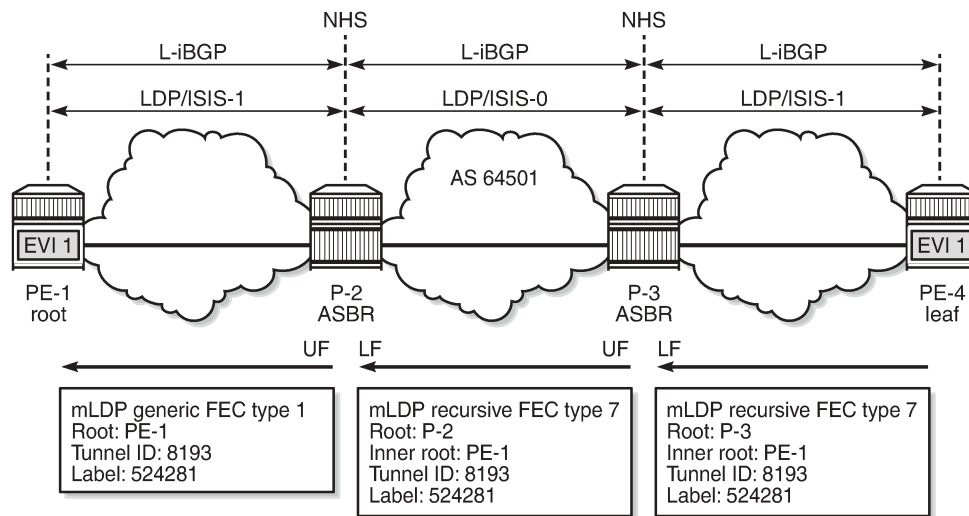 NHS NHS
L-iBGP L-iBGP L-iBGP
LDP/ISIS-1 LDP/ISIS-0 LDP/ISIS-1
AS 64501
EVI 1 EVI 1
PE-1 P-2 P-3 PE-4
root ASBR ASBR leaf
UF LF UF LF
mLDP generic FEC type 1
Root: PE-1
Tunnel ID: 8193
Label: 524281
mLDP recursive FEC type 7
Root: P-2
Inner root: PE-1
Tunnel ID: 8193
Label: 524281
mLDP recursive FEC type 7
Root: P-3
Inner root: PE-1
Tunnel ID: 8193
Label: 524281